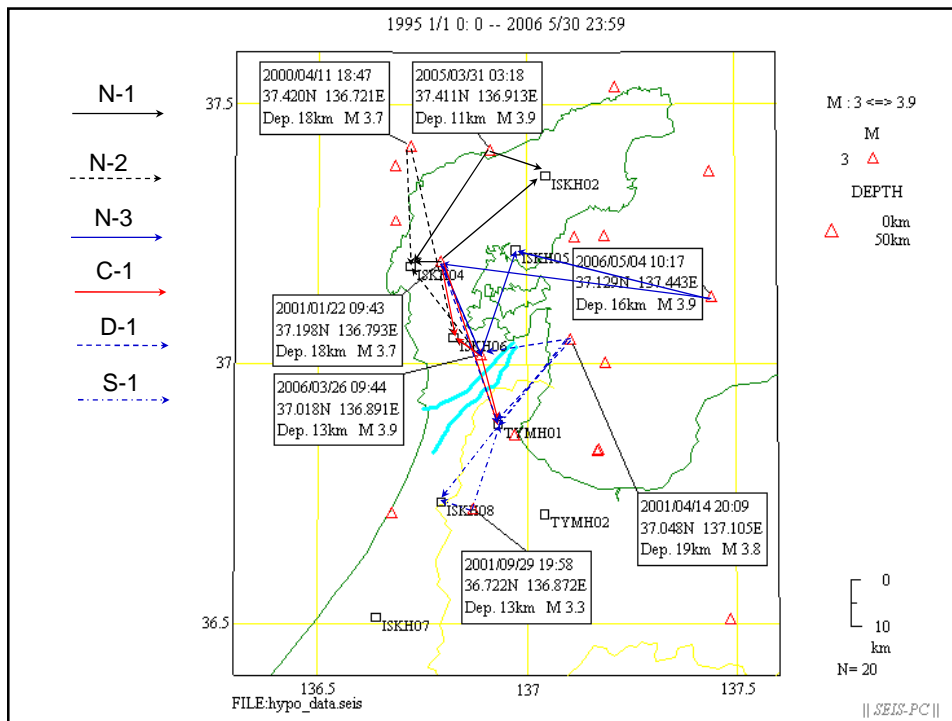 1995 1/1 0: 0 -- 2006 5/30 23:59
N-1
N-2
N-3
C-1
D-1
S-1
2000/04/11 18:47
37.420N 136.721E
Dep. 18km M 3.7
2005/03/31 03:18
37.411N 136.913E
Dep. 11km M 3.9
37.5
37
36.5
ISKH02
ISKH05
ISKH04
2006/05/04 10:17
37.129N 137.443E
Dep. 16km M 3.9
2001/01/22 09:43
37.198N 136.793E
Dep. 18km M 3.7
ISKH06
2006/03/26 09:44
37.018N 136.891E
Dep. 13km M 3.9
TYMH01
ISKH08
TYMH02
2001/04/14 20:09
37.048N 137.105E
Dep. 19km M 3.8
2001/09/29 19:58
36.722N 136.872E
Dep. 13km M 3.3
ISKH07
136.5
137
137.5
FILE:hypo_data.seis
M : 3 <=> 3.9
M
3
DEPTH
0km
50km
0
10
km
N= 20
|| SEIS-PC ||